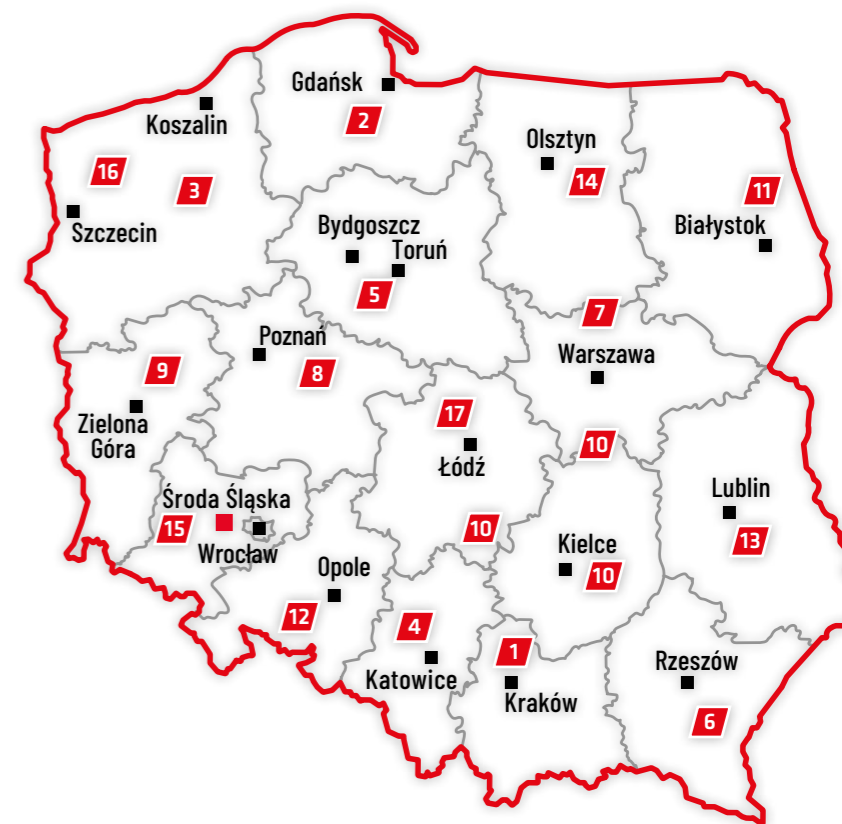 Gdańsk
2
Koszalin
Olsztyn
14
16
3
11
Szczecin
Białystok
Bydgoszcz
Toruń
5
7
Poznań
Warszawa
9
8
17
Zielona
Góra
Łódź
10
Środa Śląska
15
Wrocław
10
Lublin
13
Kielce
10
Opole
12
4
Katowice
1
Kraków
Rzeszów
6